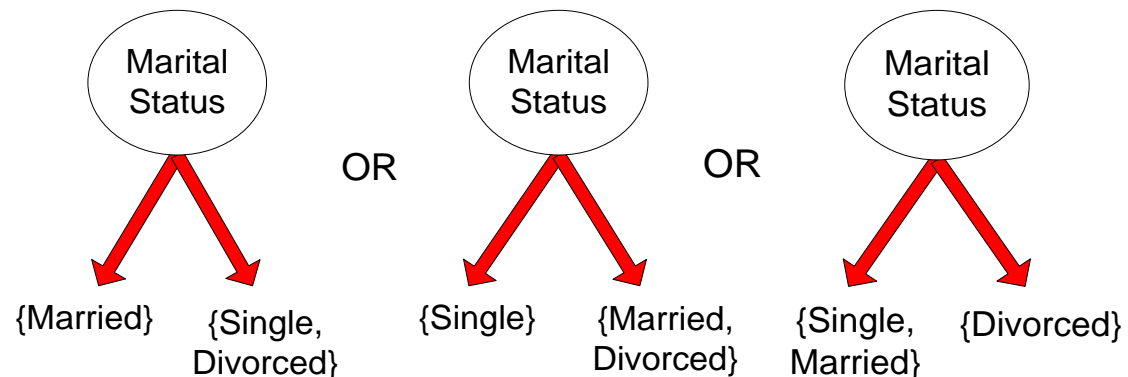 Marital
Status
Marital
Status
Marital
Status
OR
OR
{Married}
{Single,
Divorced}
{Single}
{Married,
Divorced}
{Single,
Married}
{Divorced}